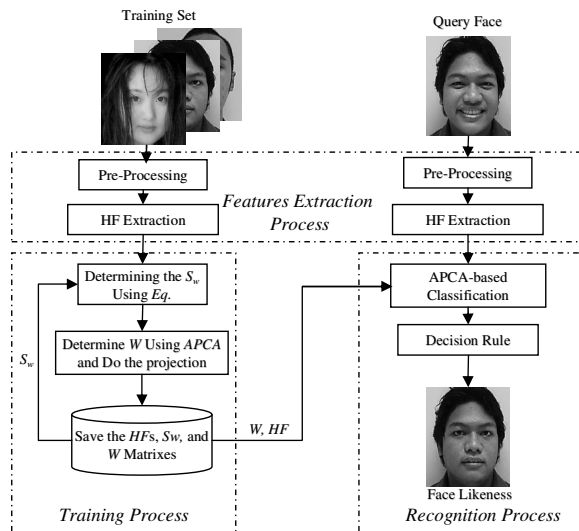 Training Set
Query Face
Pre-Processing
Pre-Processing
Features Extraction
Process
HF Extraction
HF Extraction
Determining the Sw
Using Eq.
APCA-based
Classification
Sw
Determine W Using APCA
and Do the projection
Decision Rule
Save the HFs, Sw, and
W Matrixes
W, HF
Face Likeness
Training Process
Recognition Process